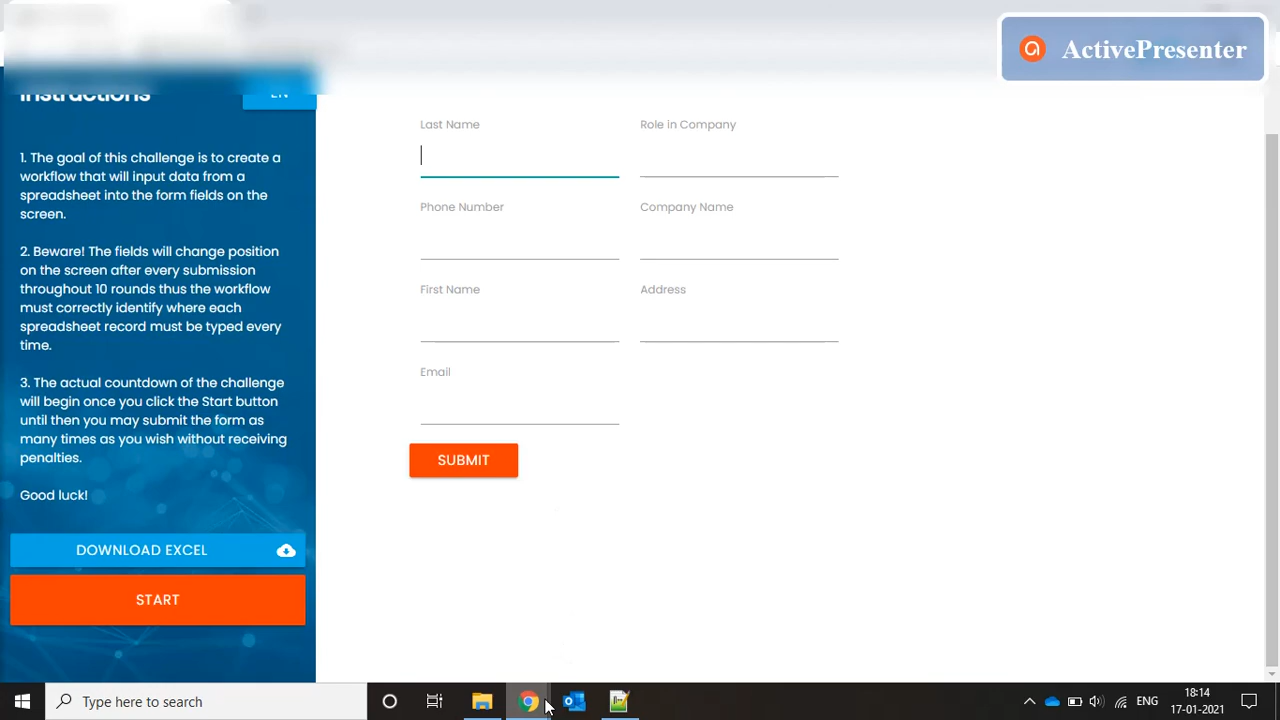 ActivePresenter
Instructions
EN
1. The goal of this challenge is to create a
workflow that will input data from a
spreadsheet into the form fields on the
screen.
2. Beware! The fields will change position
on the screen after every submission
throughout 10 rounds thus the workflow
must correctly identify where each
spreadsheet record must be typed every
time.
3. The actual countdown of the challenge
will begin once you click the Start button
until then you may submit the form as
many times as you wish without receiving
penalties.
Good luck!
DOWNLOAD EXCEL
START
Last Name
Role in Company
Phone Number
Company Name
First Name
Address
Email
SUBMIT
Type here to search
ENG
18:14
17-01-2021